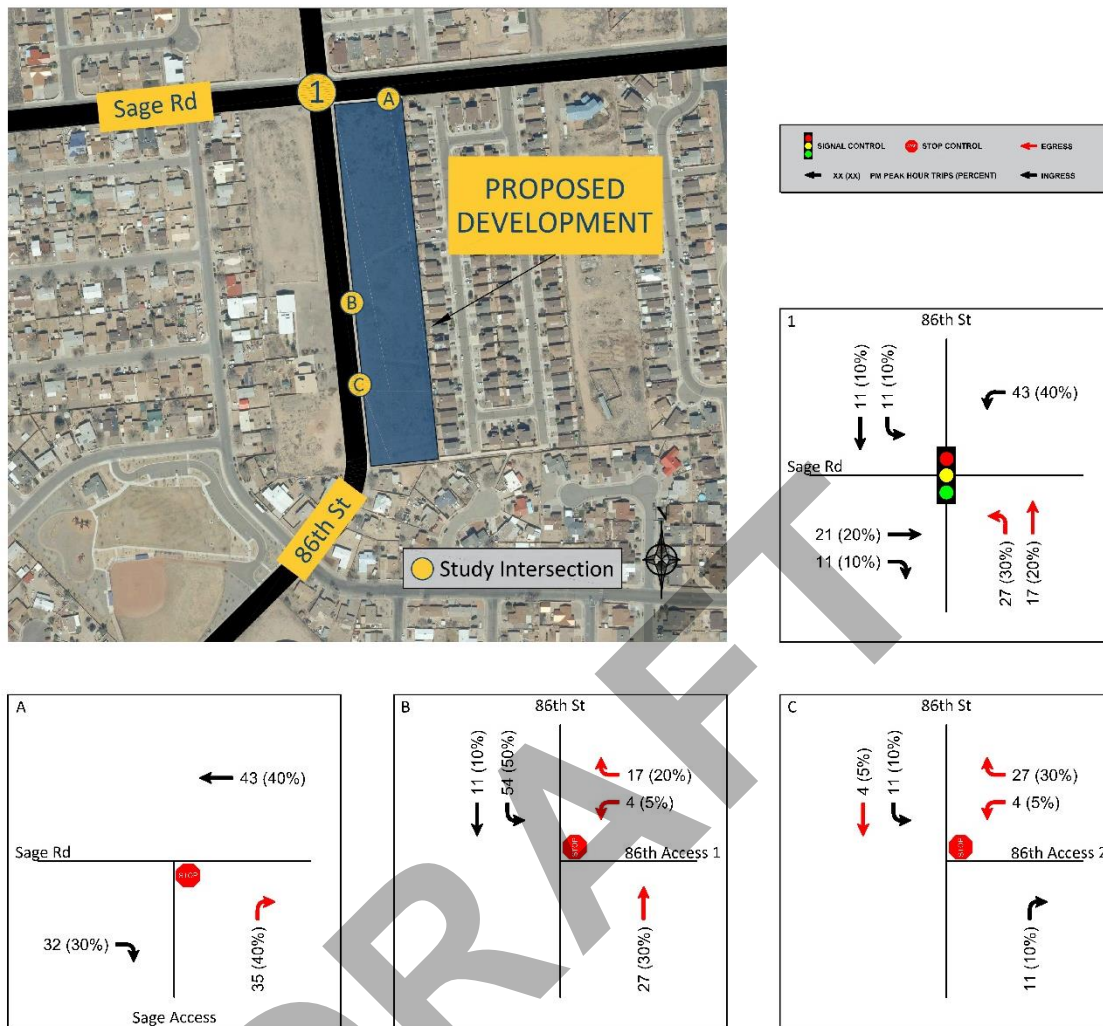 Sage Rd
1
A
PROPOSED
DEVELOPMENT
B
C
86th St
Study Intersection
SIGNAL CONTROL
STOP CONTROL
EGRESS
XX (XX) PM PEAK HOUR TRIPS (PERCENT)
INGRESS
1
86th St
11 (10%)
11 (10%)
43 (40%)
Sage Rd
21 (20%)
11 (10%)
27 (30%)
17 (20%)
A
43 (40%)
Sage Rd
STOP
32 (30%)
35 (40%)
Sage Access
B
86th St
11 (10%)
54 (50%)
17 (20%)
4 (5%)
STOP
86th Access 1
27 (30%)
C
86th St
4 (5%)
11 (10%)
27 (30%)
4 (5%)
STOP
86th Access 2
11 (10%)
DRAFT